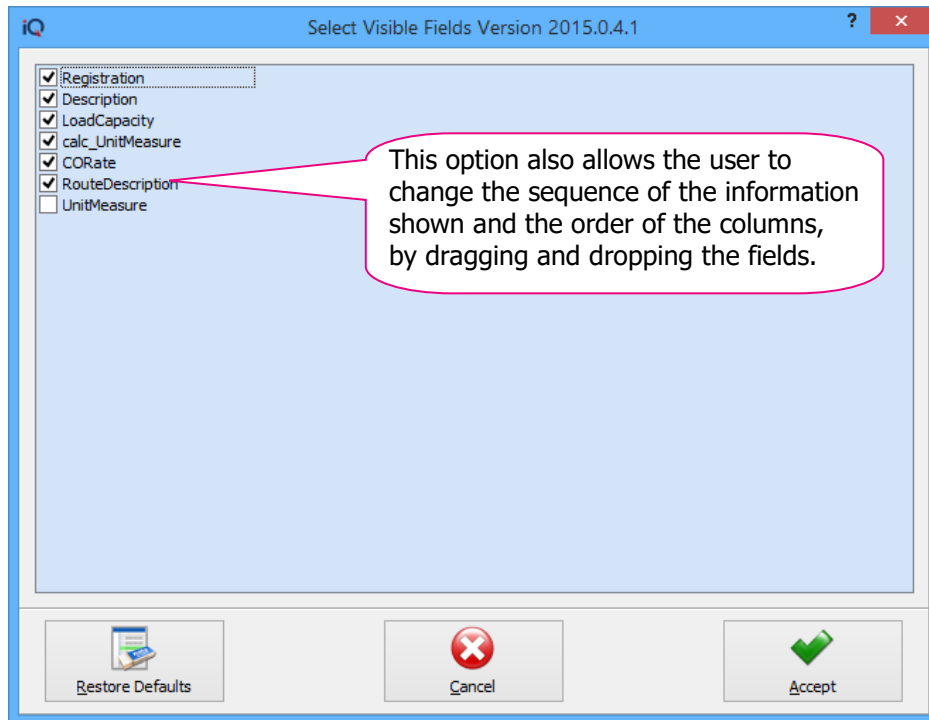 iQ
Select Visible Fields Version 2015.0.4.1
?
Registration
Description
LoadCapacity
calc_UnitMeasure
CORate
RouteDescription
UnitMeasure
This option also allows the user to
change the sequence of the information
shown and the order of the columns,
by dragging and dropping the fields.
Restore Defaults
Cancel
Accept